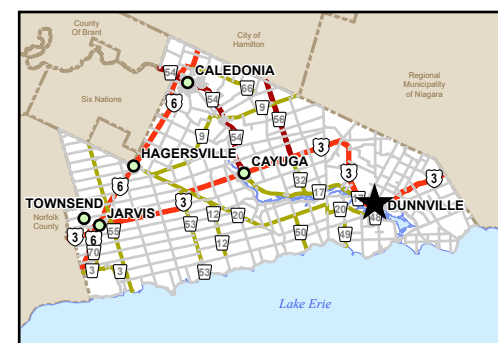 County
Of Brant
City of
Hamilton
54
CALEDONIA
66
Regional
Municipality
of Niagara
Six Nations
6
54
9
56
9
54
3
HAGERSVILLE
CAYUGA
3
3
6
32
17
17
TOWNSEND
3
DUNNVILLE
Norfolk
County
JARVIS
12
20
20
48
3
6
55
53
50
49
70
12
3
3
53
Lake Erie